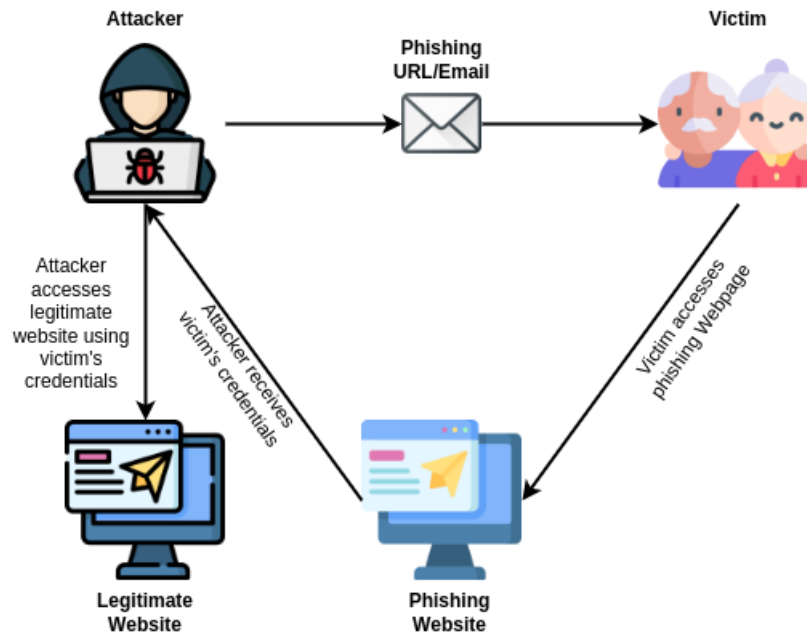 Attacker
Victim
Phishing
URL/Email
Attacker
accesses
legitimate
website using
victim's
credentials
Attacker receives
victim's credentials
Victim accesses
phishing Webpage
Legitimate
Website
Phishing
Website